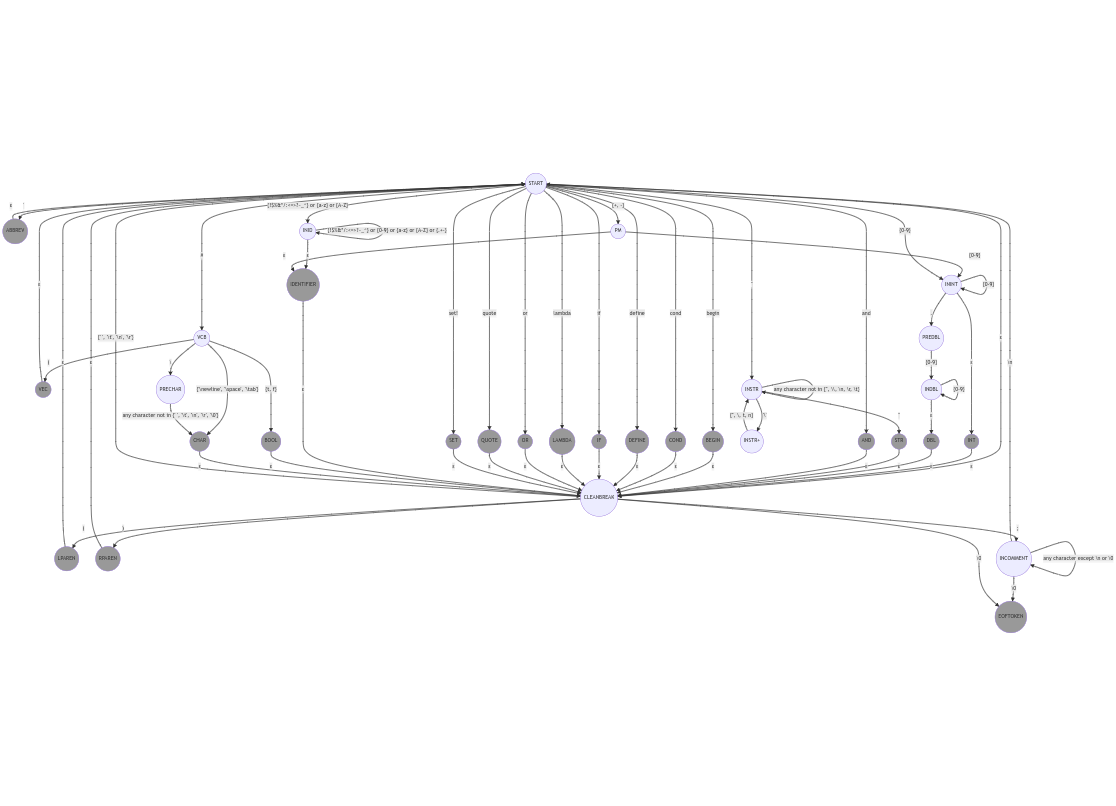 START
ε
ABBREV
[!$%&*/:<=>?~_^] or [a-z] or [A-Z]
[+, -]
INID
[!$%&*/:<=>?~_^] or [0-9] or [a-z] or [A-Z] or [.+-]
PM
[0-9]
#
ε
ε
[0-9]
IDENTIFIER
ININT
[0-9]
ε
set!
quote
or
lambda
if
define
cond
begin
and
[' ', '\t', '\n', '\r']
VCB
PREDBL
ε
(
\
[0-9]
ε
\n
VEC
PRECHAR
['newline', 'space', 'tab']
[t, f]
INSTR
any character not in [", '\\, \n, \r, \t]
INDBL
[0-9]
ε
any character not in [' ', '\t', '\n', '\r', '\0']
"
CHAR
BOOL
SET
QUOTE
OR
LAMBDA
IF
DEFINE
COND
BEGIN
INSTR+
AND
STR
DBL
INT
ε
ε
ε
ε
ε
ε
ε
ε
ε
ε
ε
CLEANBREAK
(
)
;
LPAREN
RPAREN
\0
INCOMMENT
any character except \n or \0
\0
EOFTOKEN